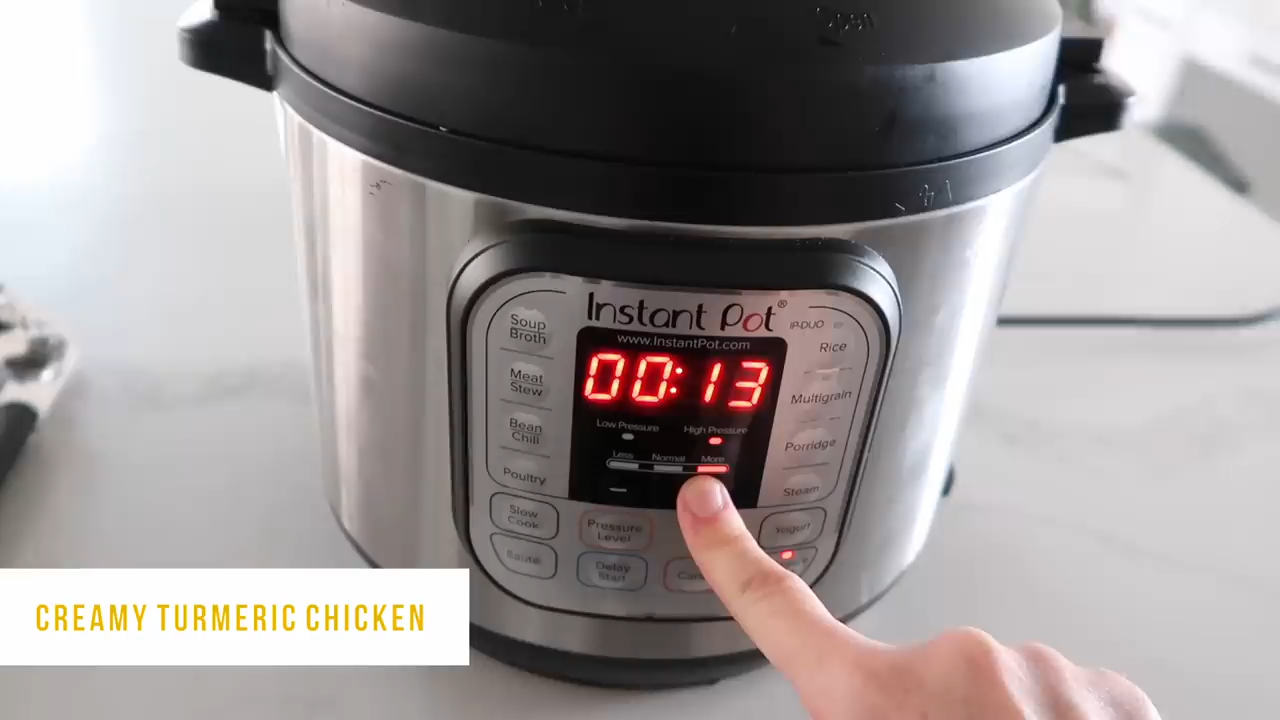 Instant Pot®
IP-DUO
www.InstantPot.com
00:13
Low Pressure
High Pressure
Less
Normal
More
Soup
Broth
Meat
Stew
Bean
Chili
Poultry
Slow
Cook
Sauté
Rice
Multigrain
Porridge
Steam
Yogurt
Pressure
Level
Delay
Start
CREAMY TURMERIC CHICKEN